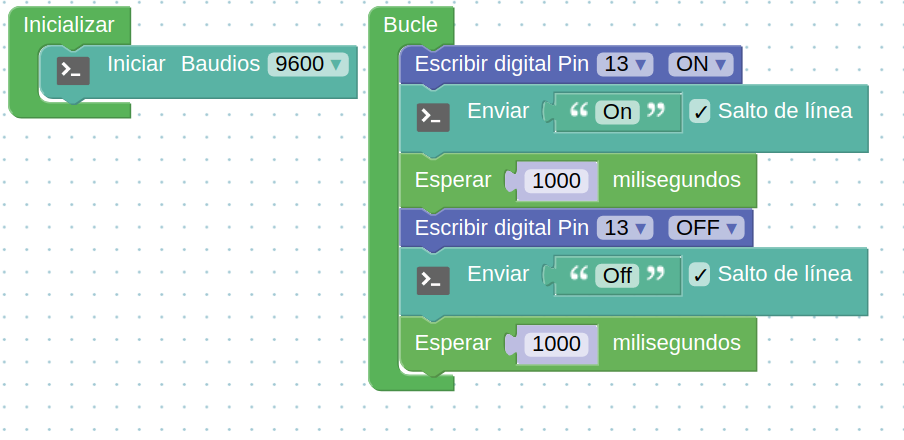 Inicializar
Iniciar Baudios 9600 ▼
Bucle
Escribir digital Pin 13 ▼ ON ▼
Enviar “ On ” ✓ Salto de línea
Esperar 1000 milisegundos
Escribir digital Pin 13 ▼ OFF ▼
Enviar “ Off ” ✓ Salto de línea
Esperar 1000 milisegundos